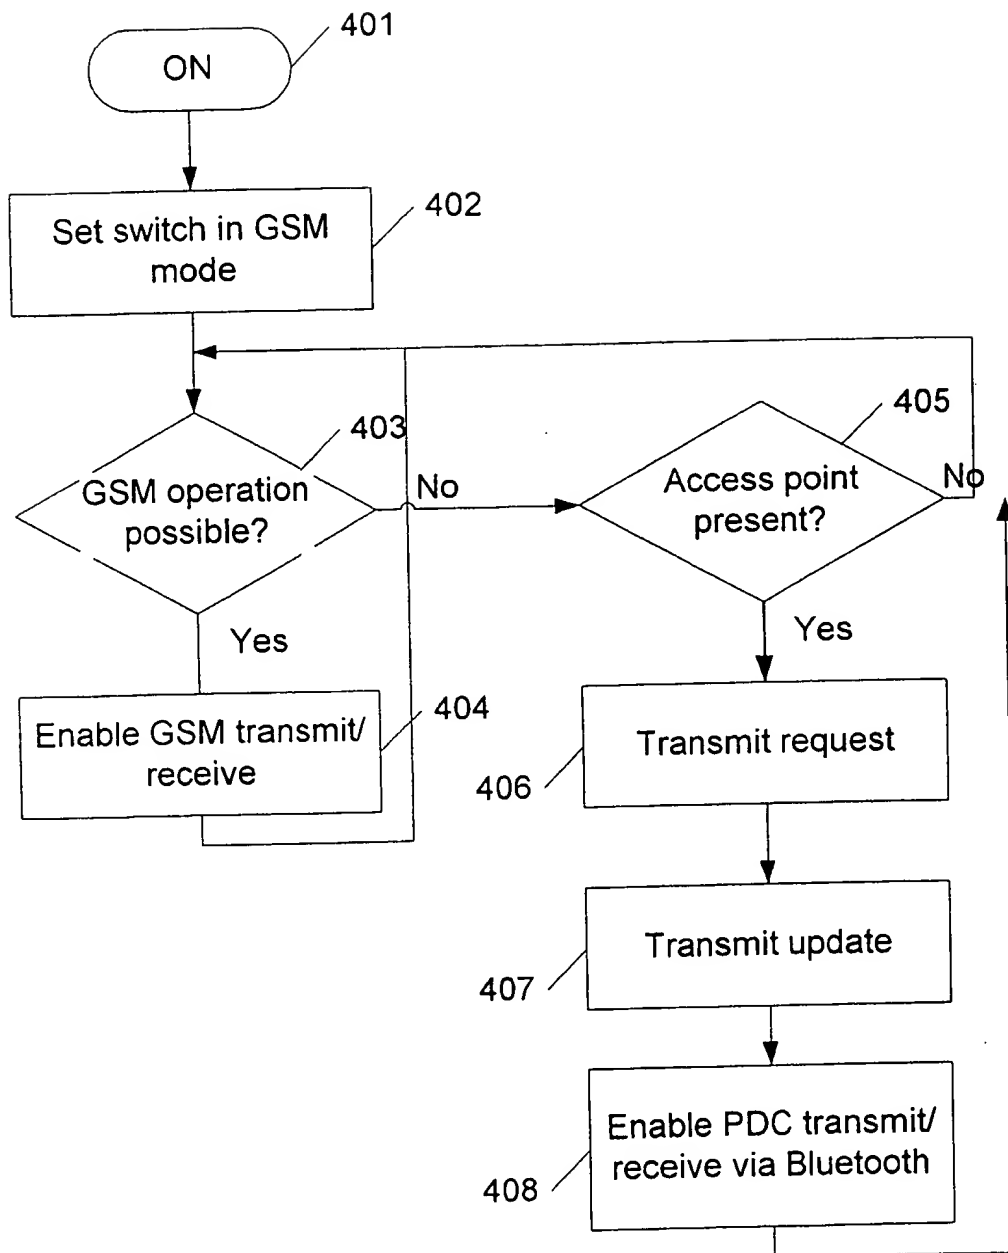 401
ON
402
Set switch in GSM
mode
403
GSM operation
possible?
No
405
Access point
present?
No
Yes
Yes
404
Enable GSM transmit/
receive
Transmit request
406
Transmit update
407
Enable PDC transmit/
receive via Bluetooth
408